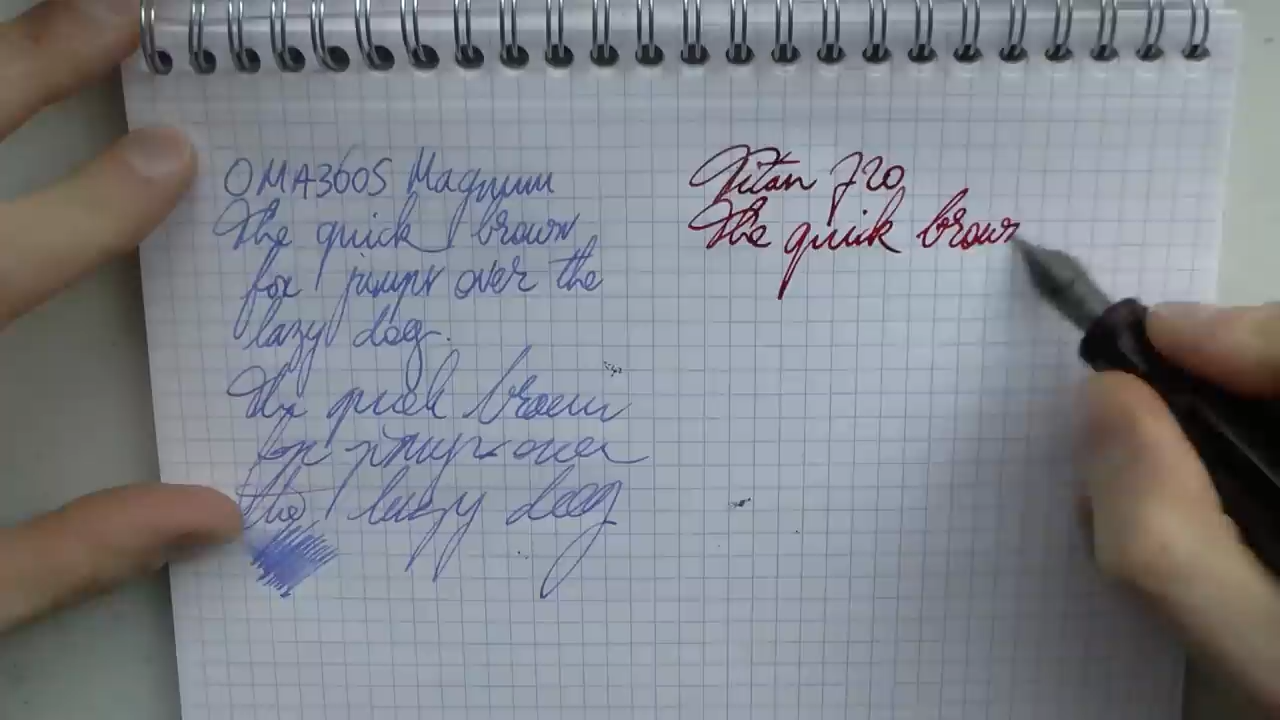 OMA360S Magnum
The quick brown
fox jumps over the
lazy dog.
The quick brown
fox jumps over
the lazy dog
Titan 720
The quick brown